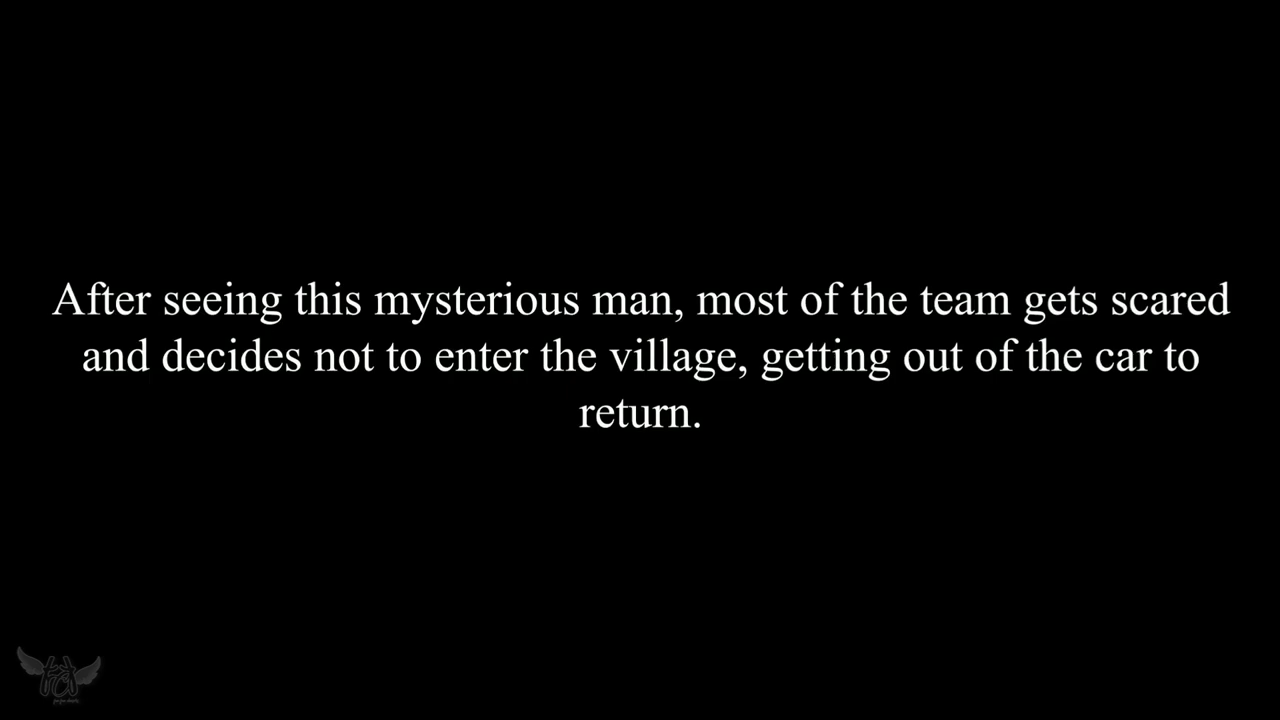 After seeing this mysterious man, most of the team gets scared
and decides not to enter the village, getting out of the car to
return.